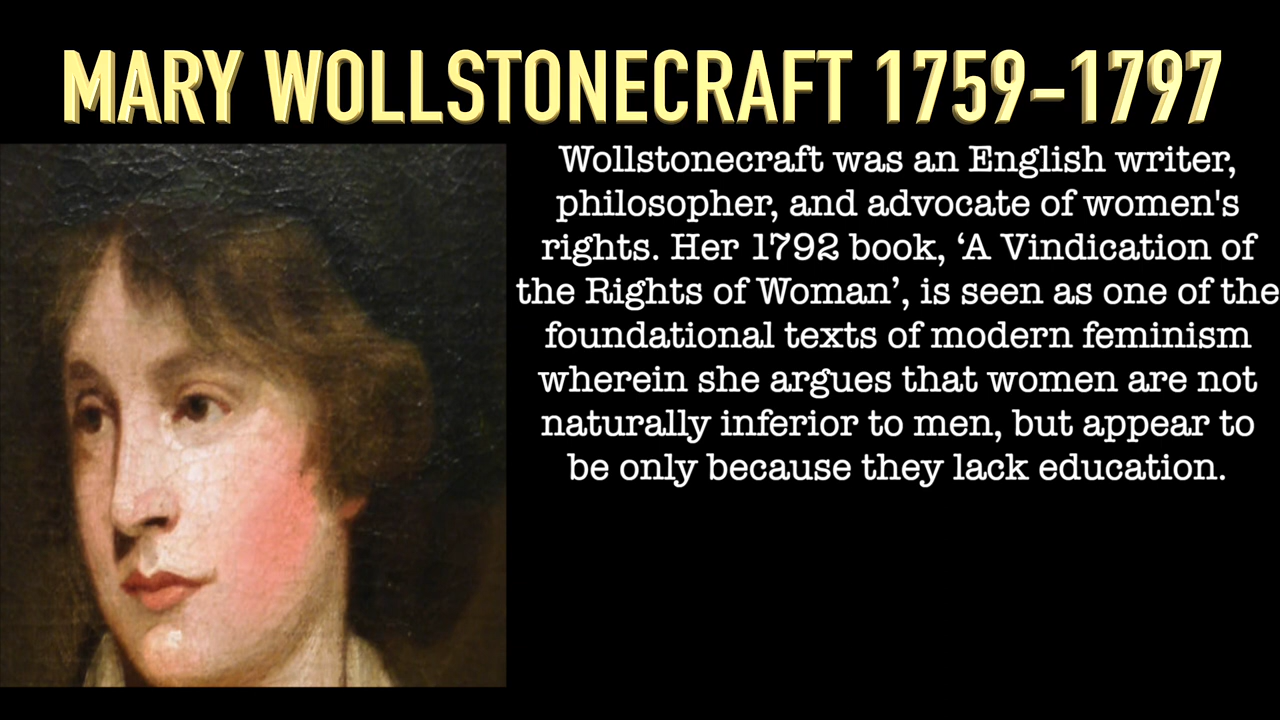 MARY WOLLSTONECRAFT 1759-1797
Wollstonecraft was an English writer,
philosopher, and advocate of women's
rights. Her 1792 book, ‘A Vindication of
the Rights of Woman’, is seen as one of the
foundational texts of modern feminism
wherein she argues that women are not
naturally inferior to men, but appear to
be only because they lack education.